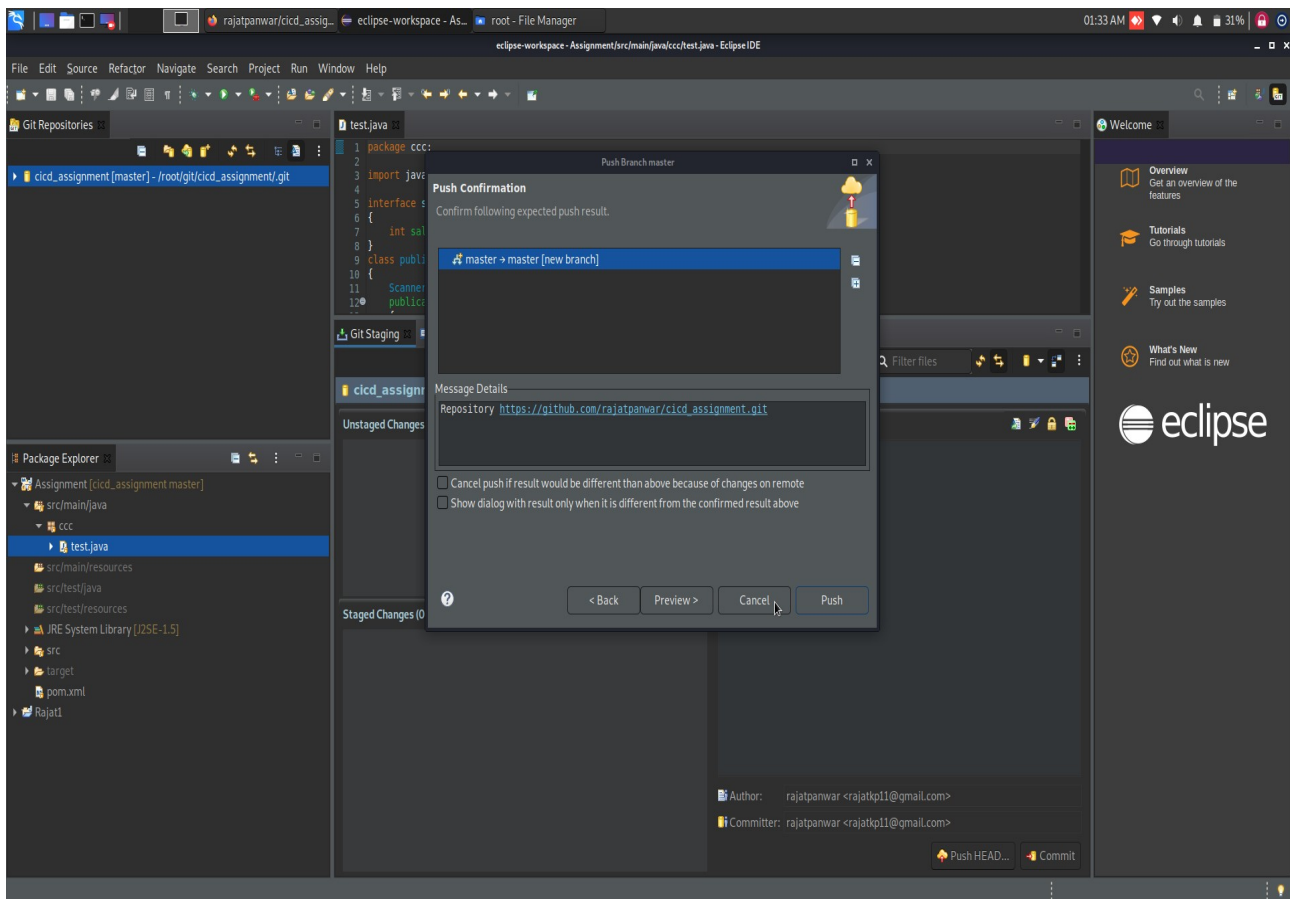 rajatpanwar/cicd_assig...
eclipse-workspace - As...
root - File Manager
01:33 AM
31%
eclipse-workspace - Assignment/src/main/java/ccc/test.java - Eclipse IDE
File Edit Source Refactor Navigate Search Project Run Window Help
Git Repositories
cicd_assignment [master] - /root/git/cicd_assignment/.git
test.java
1 package ccc;
2
3 import java
4
5 interface s
6 {
7 int sal
8 }
9 class publi
10 {
11 Scanner
12 publica
Push Branch master
Push Confirmation
Confirm following expected push result.
master → master [new branch]
Message Details
Repository https://github.com/rajatpanwar/cicd_assignment.git
Cancel push if result would be different than above because of changes on remote
Show dialog with result only when it is different from the confirmed result above
< Back
Preview >
Cancel
Push
Git Staging
Filter files
cicd_assignm
Unstaged Changes
Staged Changes (0
Author: rajatpanwar <rajatkp11@gmail.com>
Committer: rajatpanwar <rajatkp11@gmail.com>
Push HEAD...
Commit
Package Explorer
Assignment [cicd_assignment master]
src/main/java
ccc
test.java
src/main/resources
src/test/java
src/test/resources
JRE System Library [J2SE-1.5]
src
target
pom.xml
Rajat1
Welcome
Overview
Get an overview of the
features
Tutorials
Go through tutorials
Samples
Try out the samples
What's New
Find out what is new
eclipse